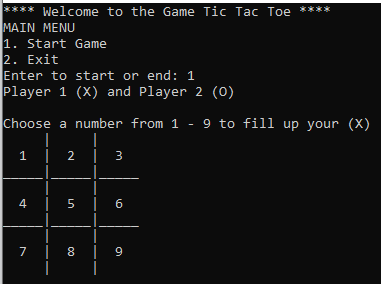 **** Welcome to the Game Tic Tac Toe ****
MAIN MENU
1. Start Game
2. Exit
Enter to start or end: 1
Player 1 (X) and Player 2 (O)
Choose a number from 1 - 9 to fill up your (X)
     |     |
  1  |  2  |  3
_____|_____|_____
     |     |
  4  |  5  |  6
_____|_____|_____
     |     |
  7  |  8  |  9
     |     |